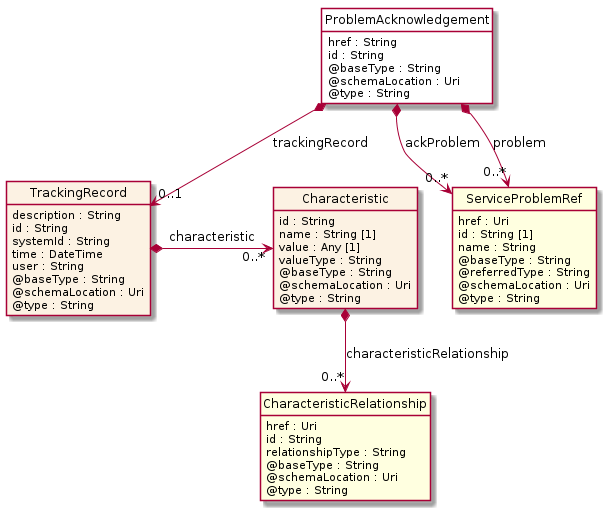 ProblemAcknowledgement
href : String
id : String
@baseType : String
@schemaLocation : Uri
@type : String
trackingRecord
ackProblem
problem
0..1
0..*
0..*
TrackingRecord
description : String
id : String
systemId : String
time : DateTime
user : String
@baseType : String
@schemaLocation : Uri
@type : String
characteristic
0..*
Characteristic
id : String
name : String [1]
value : Any [1]
valueType : String
@baseType : String
@schemaLocation : Uri
@type : String
ServiceProblemRef
href : Uri
id : String [1]
name : String
@baseType : String
@referredType : String
@schemaLocation : Uri
@type : String
characteristicRelationship
0..*
CharacteristicRelationship
href : Uri
id : String
relationshipType : String
@baseType : String
@schemaLocation : Uri
@type : String